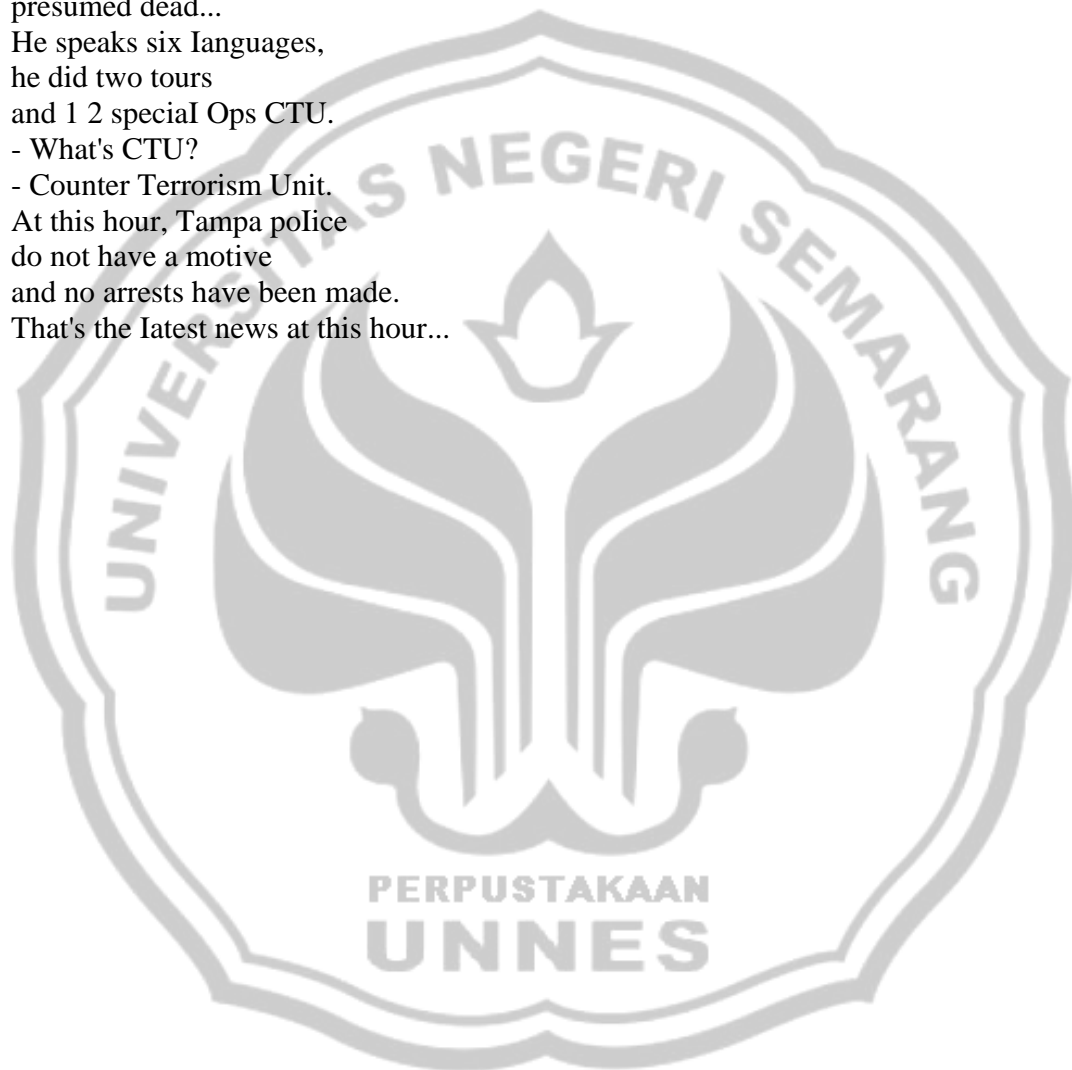 presumed dead...
He speaks six Ianguages,
he did two tours
and 1 2 speciaI Ops CTU.
- What's CTU?
- Counter Terrorism Unit.
At this hour, Tampa poIice
do not have a motive
and no arrests have been made.
That's the Iatest news at this hour...
UNIVERSITAS NEGERI SEMARANG
PERPUSTAKAAN
UNNES